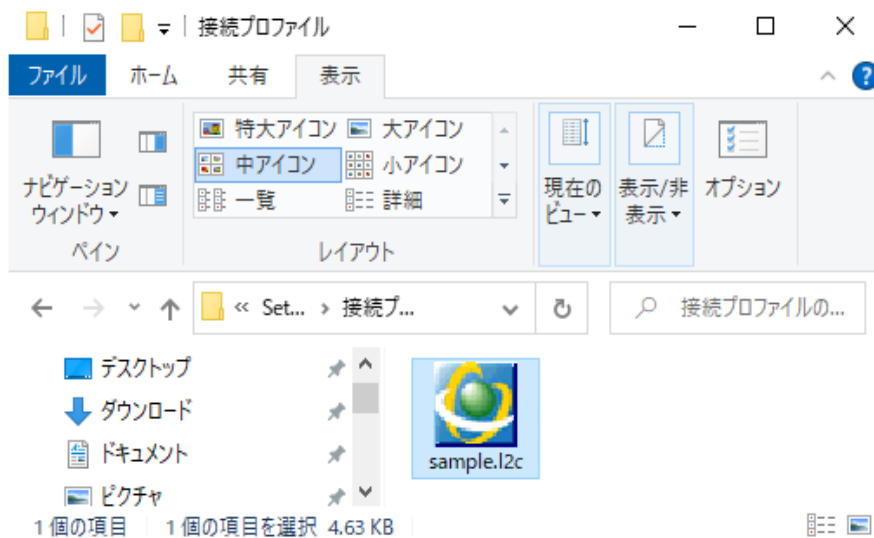 接続プロファイル
ファイル ホーム 共有 表示
特大アイコン 大アイコン
中アイコン 小アイコン
一覧 詳細
ナビゲーション
ウィンドウ
現在の
ビュー
表示/非
表示
オプション
ペイン レイアウト
« Set... › 接続プ...
接続プロファイルの...
デスクトップ
ダウンロード
ドキュメント
ピクチャ
sample.l2c
1 個の項目 1 個の項目を選択 4.63 KB